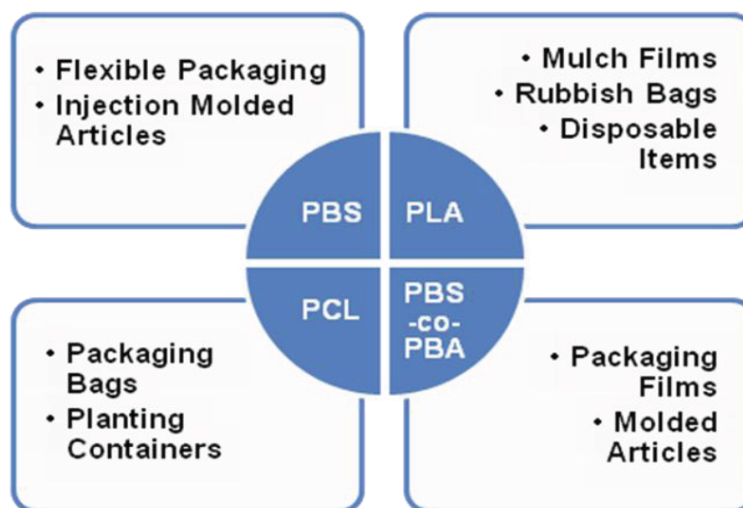 • Flexible Packaging
• Injection Molded
Articles
• Mulch Films
• Rubbish Bags
• Disposable
Items
PBS
PLA
PCL
PBS
-co-
PBA
• Packaging
Bags
• Planting
Containers
• Packaging
Films
• Molded
Articles